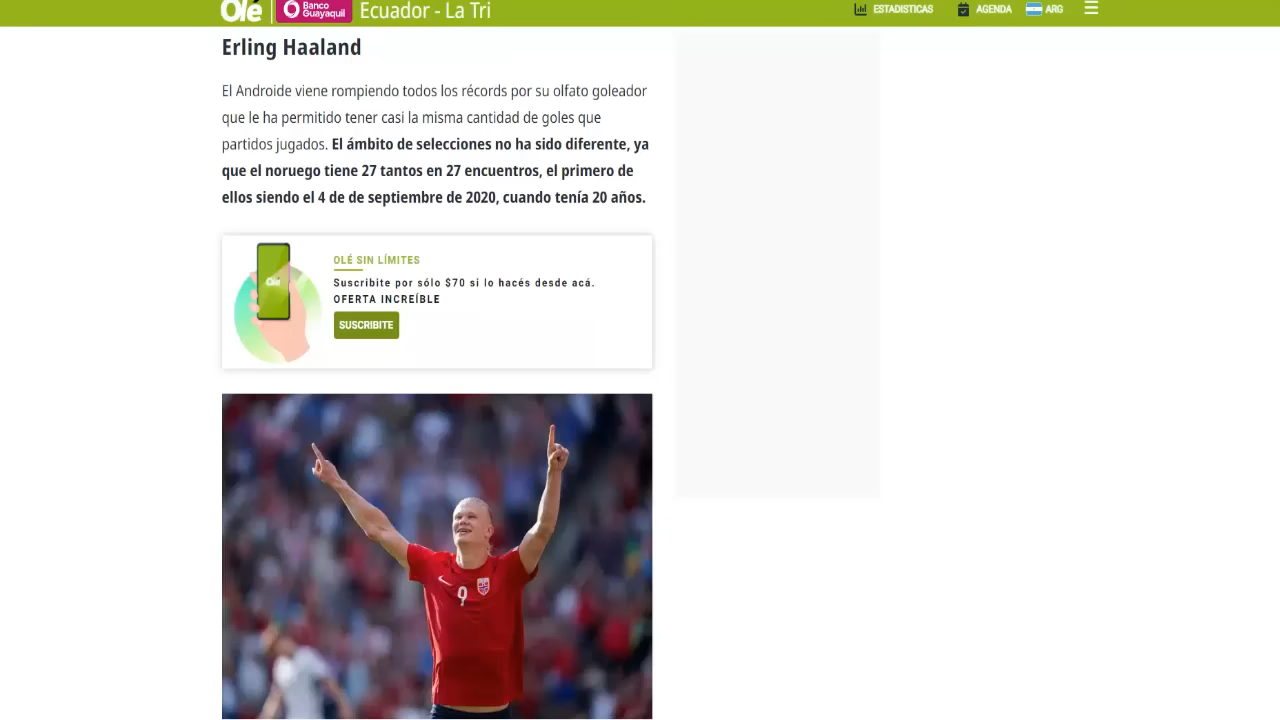 Olé Banco Guayaquil Ecuador - La Tri ESTADISTICAS AGENDA ARG
Erling Haaland
El Androide viene rompiendo todos los récords por su olfato goleador
que le ha permitido tener casi la misma cantidad de goles que
partidos jugados. El ámbito de selecciones no ha sido diferente, ya
que el noruego tiene 27 tantos en 27 encuentros, el primero de
ellos siendo el 4 de de septiembre de 2020, cuando tenía 20 años.
Olé
OLÉ SIN LÍMITES
Suscribite por sólo $70 si lo hacés desde acá.
OFERTA INCREÍBLE
SUSCRIBITE
9